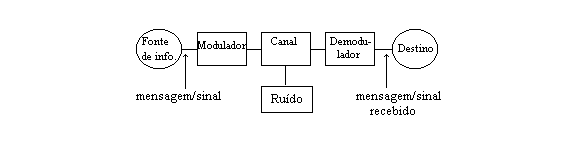 Fonte
de info.
Modulador
Canal
Demodu-
lador
Destino
mensagem/sinal
Ruído
mensagem/sinal
recebido